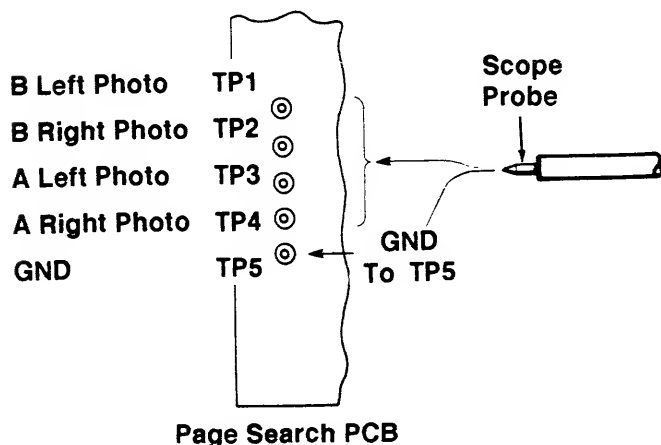 B Left Photo TP1
B Right Photo TP2
A Left Photo TP3
A Right Photo TP4
GND TP5
Scope
Probe
GND
To TP5
Page Search PCB